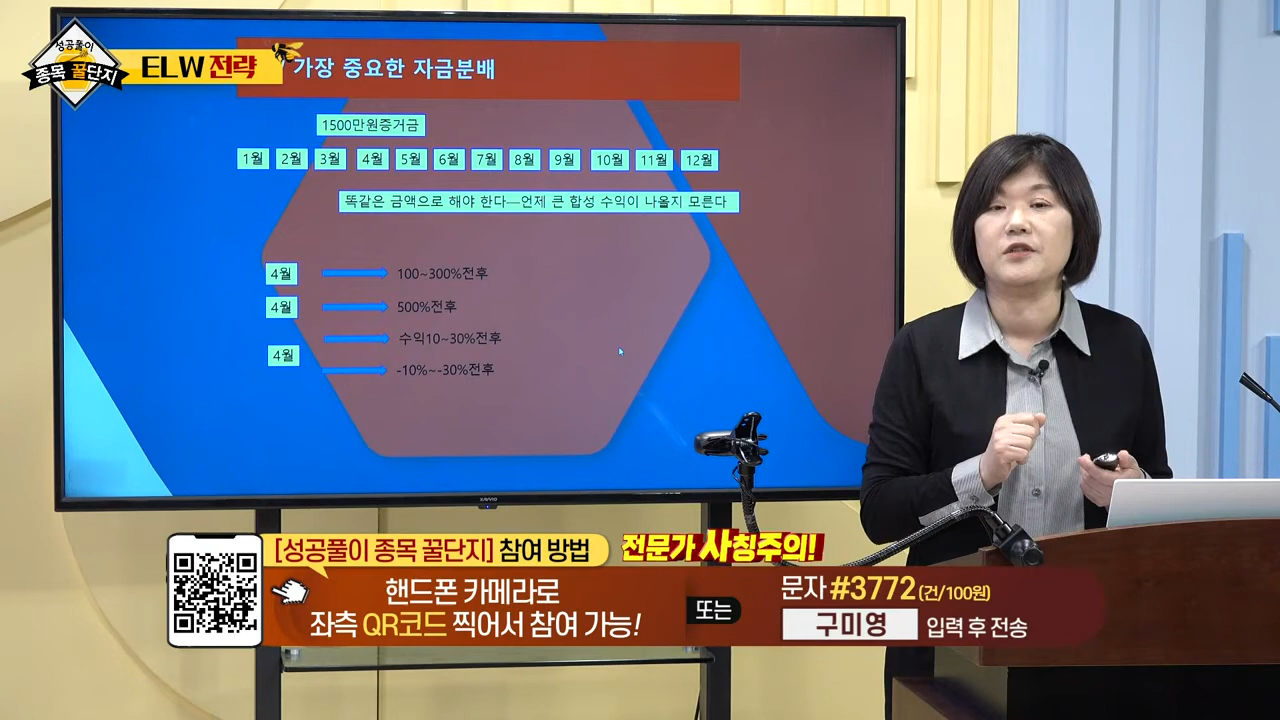 성공풀이
종목 꿀단지
ELW전략
가장 중요한 자금분배
1500만원증거금
1월 2월 3월 4월 5월 6월 7월 8월 9월 10월 11월 12월
똑같은 금액으로 해야 한다—언제 큰 합성 수익이 나올지 모른다
4월 100~300%전후
4월 500%전후
수익10~30%전후
4월
-10%~-30%전후
[성공풀이 종목 꿀단지] 참여 방법
전문가 사칭주의!
핸드폰 카메라로
좌측 QR코드 찍어서 참여 가능!
또는
문자 #3772 (건/100원)
구미영 입력 후 전송